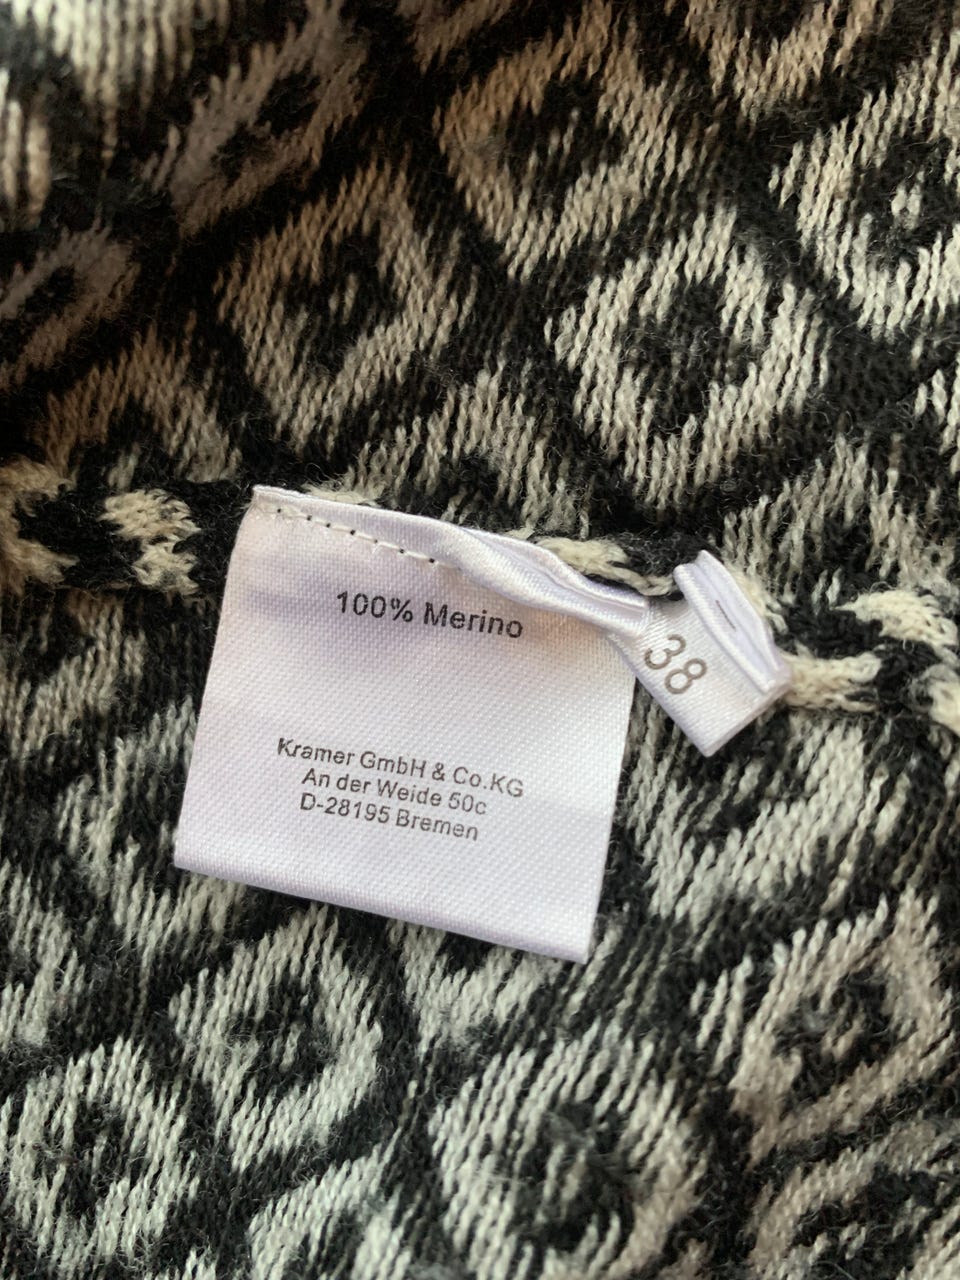 100% Merino
38
Kramer GmbH & Co.KG
An der Weide 50c
D-28195 Bremen